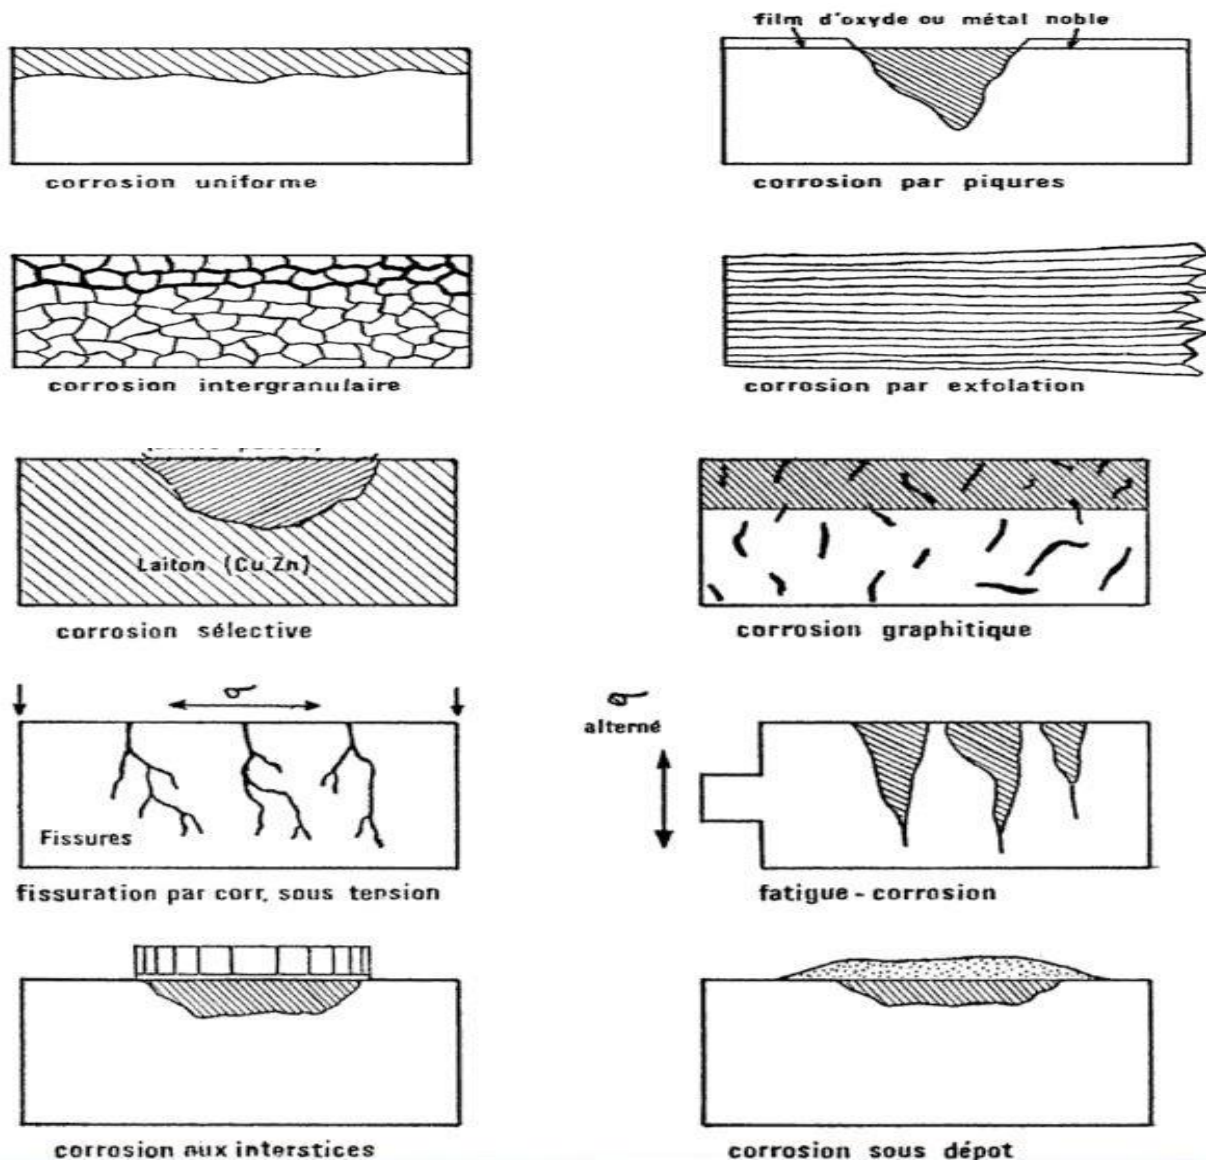 film d'oxyde ou métal noble
corrosion uniforme
corrosion par piqures
corrosion intergranulaire
corrosion par exfolation
Laiton (Cu Zn)
corrosion sélective
corrosion graphitique
σ
σ
alterné
Fissures
fissuration par corr, sous tension
fatigue - corrosion
corrosion aux interstices
corrosion sous dépot